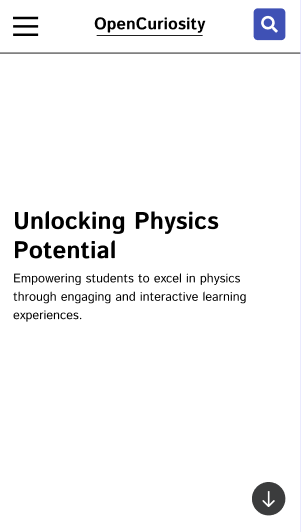 OpenCuriosity
Unlocking Physics
Potential
Empowering students to excel in physics
through engaging and interactive learning
experiences.